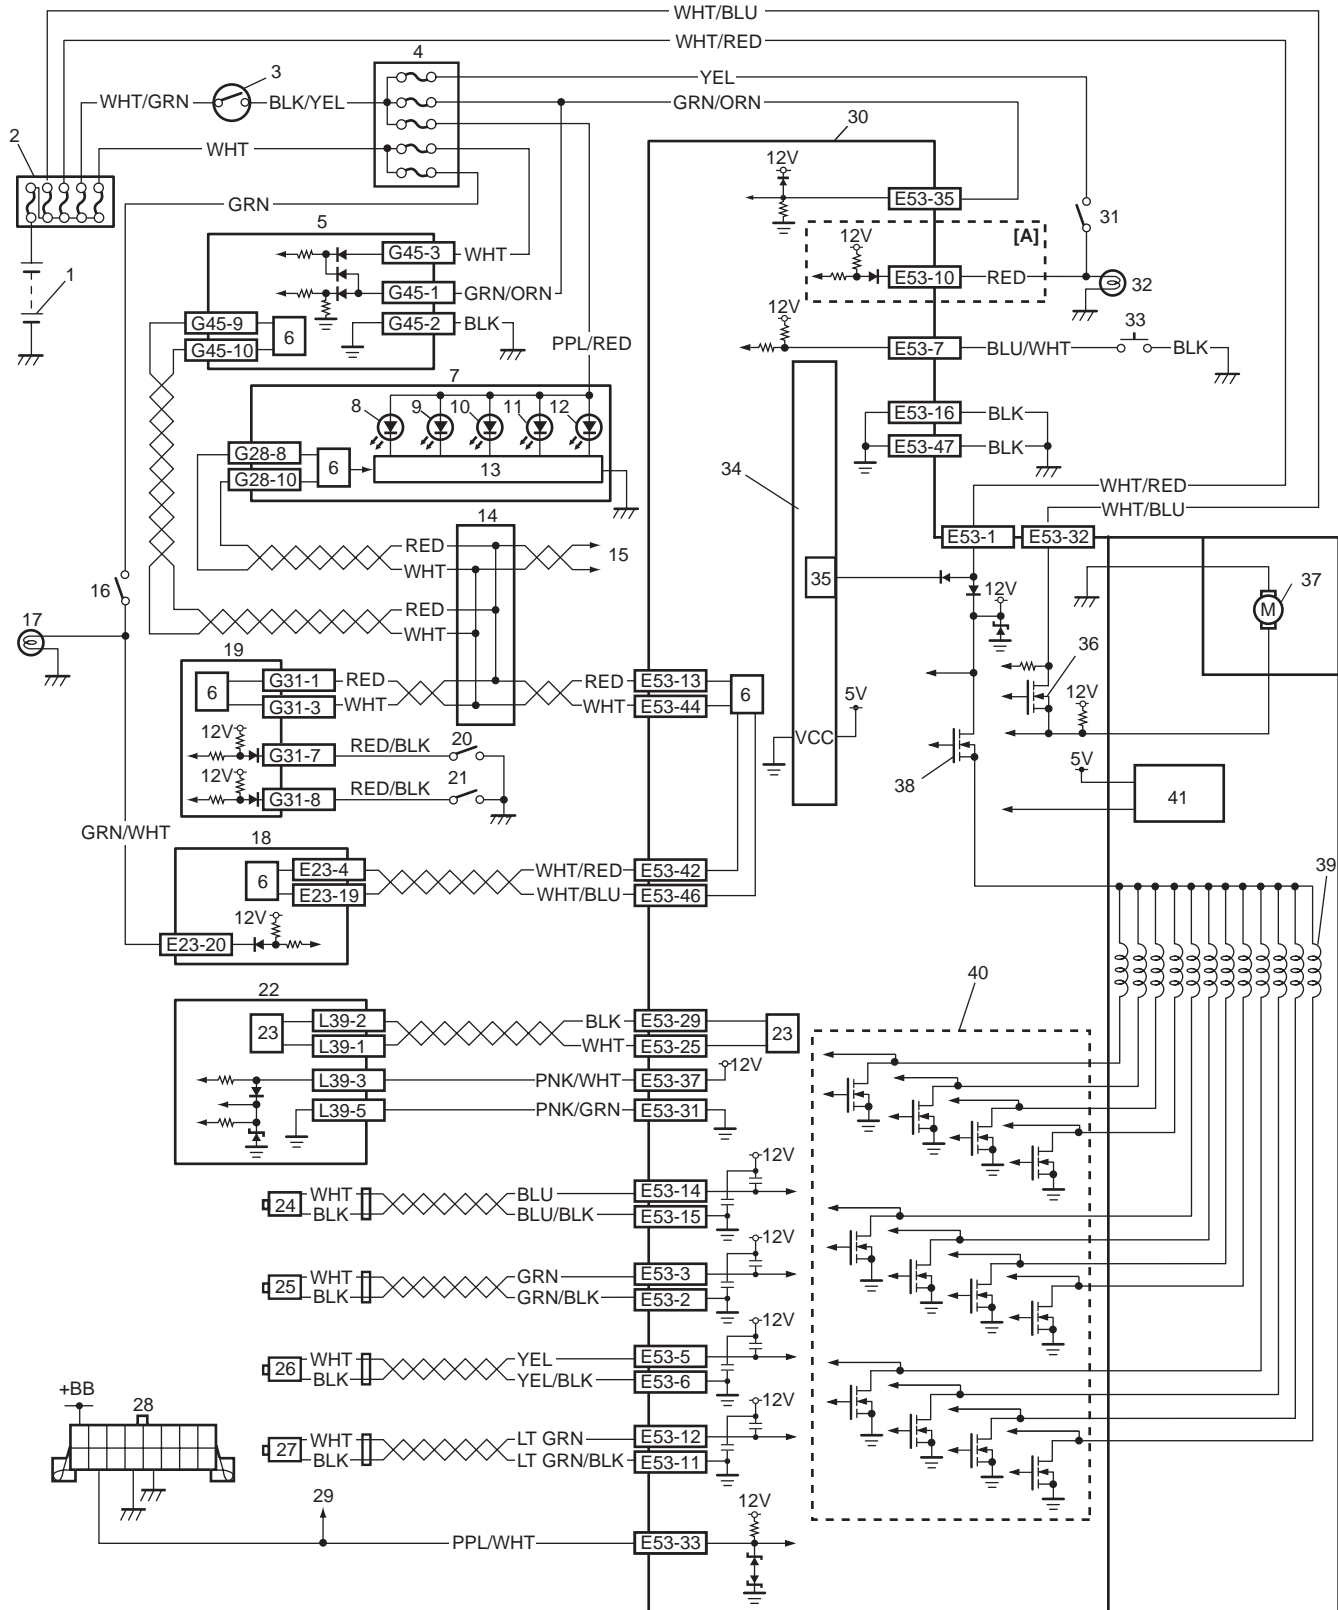 WHT/BLU
WHT/RED
4
3
YEL
WHT/GRN
BLK/YEL
GRN/ORN
30
2
WHT
12V
E53-35
GRN
31
5
[A]
12V
G45-3
WHT
E53-10
RED
1
32
G45-1
GRN/ORN
12V
33
G45-9
6
G45-2
BLK
PPL/RED
E53-7
BLU/WHT
BLK
G45-10
7
8
9
10
11
12
E53-16
BLK
G28-8
E53-47
BLK
6
13
34
G28-10
WHT/RED
14
WHT/BLU
E53-1
E53-32
RED
15
WHT
35
37
16
12V
M
RED
17
WHT
36
19
G31-1
RED
RED
E53-13
6
6
12V
G31-3
WHT
WHT
E53-44
5V
12V
VCC
RED/BLK
20
G31-7
5V
12V
38
RED/BLK
21
G31-8
41
GRN/WHT
18
39
E23-4
WHT/RED
E53-42
6
E23-19
WHT/BLU
E53-46
12V
E23-20
40
22
L39-2
BLK
E53-29
23
23
L39-1
WHT
E53-25
12V
L39-3
PNK/WHT
E53-37
L39-5
PNK/GRN
E53-31
12V
WHT
BLU
E53-14
24
BLK
BLU/BLK
E53-15
12V
WHT
GRN
E53-3
25
BLK
GRN/BLK
E53-2
12V
WHT
YEL
E53-5
26
BLK
YEL/BLK
E53-6
+BB
12V
28
WHT
LT GRN
E53-12
27
BLK
LT GRN/BLK
E53-11
29
12V
PPL/WHT
E53-33